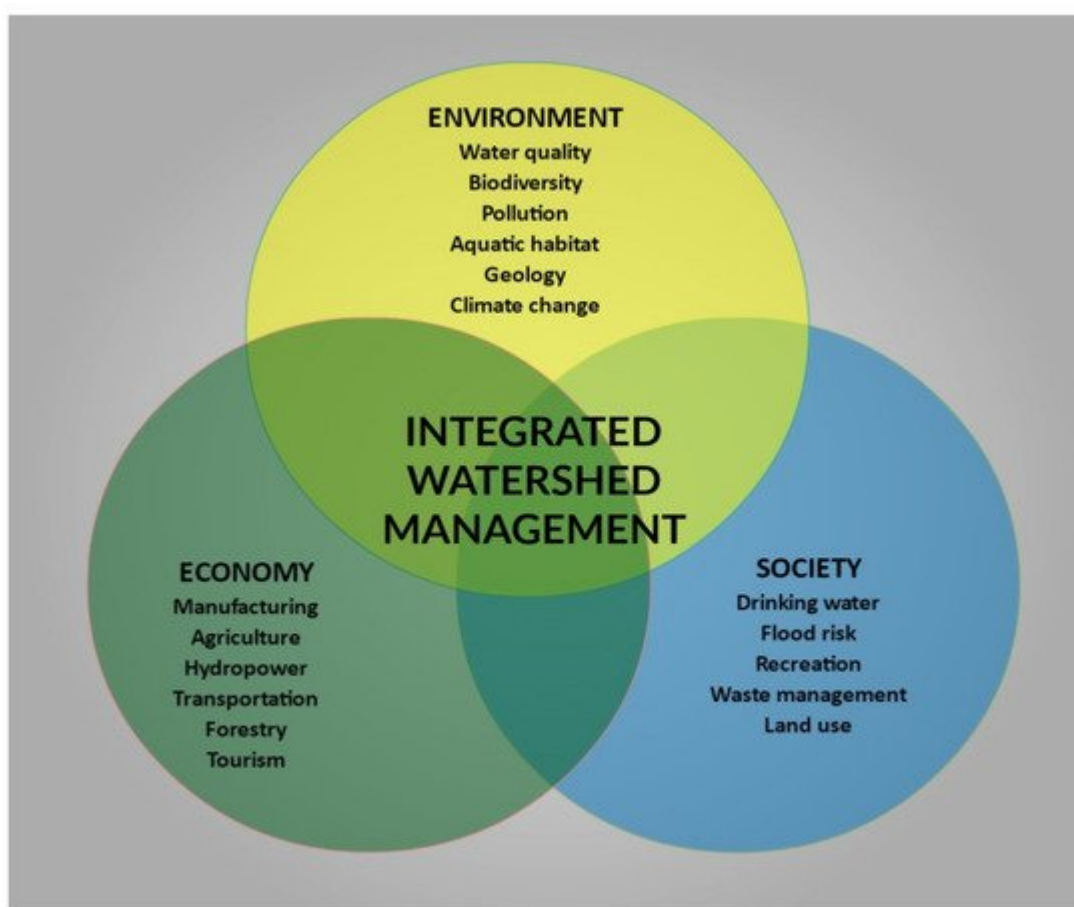 ENVIRONMENT
Water quality
Biodiversity
Pollution
Aquatic habitat
Geology
Climate change
INTEGRATED
WATERSHED
MANAGEMENT
ECONOMY
Manufacturing
Agriculture
Hydropower
Transportation
Forestry
Tourism
SOCIETY
Drinking water
Flood risk
Recreation
Waste management
Land use